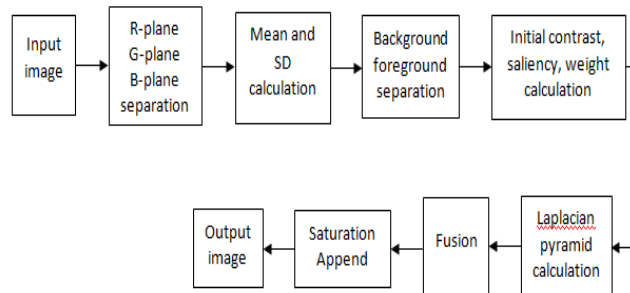 Input
image
R-plane
G-plane
B-plane
separation
Mean and
SD
calculation
Background
foreground
separation
Initial contrast,
saliency, weight
calculation
Output
image
Saturation
Append
Fusion
Laplacian
pyramid
calculation